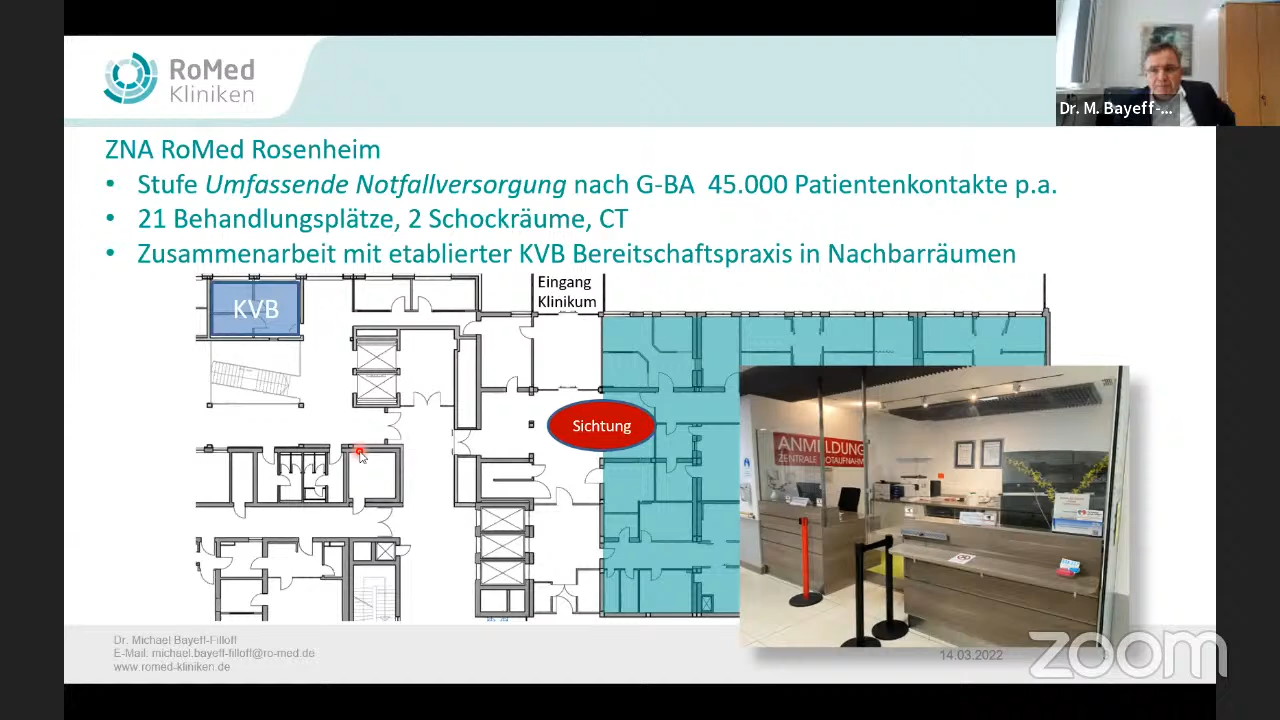 RoMed
Kliniken
Dr. M. Bayeff-...
ZNA RoMed Rosenheim
• Stufe Umfassende Notfallversorgung nach G-BA 45.000 Patientenkontakte p.a.
• 21 Behandlungsplätze, 2 Schockräume, CT
• Zusammenarbeit mit etablierter KVB Bereitschaftspraxis in Nachbarräumen
KVB
Eingang
Klinikum
Sichtung
ANMELDUNG
ZENTRALE NOTAUFNAHME
Dr. Michael Bayeff-Filloff
E-Mail: michael.bayeff-filloff@ro-med.de
www.romed-kliniken.de
14.03.2022
zoom